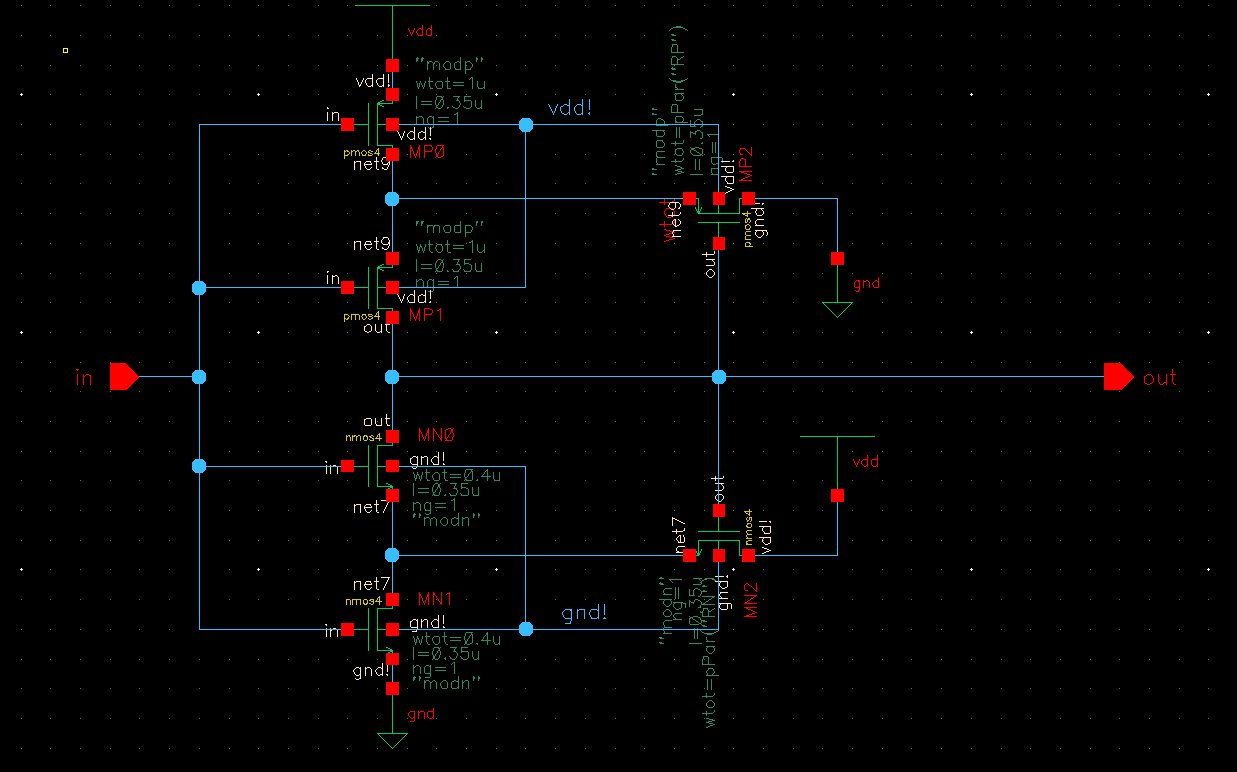 vdd
vdd!
"modp"
wtot=1u
l=0.35u
ng=1
in
vdd!
pmos4
MP0
net9
vdd!
"modp"
wtot=pPar("RP")
l=0.35u
ng=1
vdd!
MP2
net9
wtot
pmos4
gnd!
out
gnd
net9
"modp"
wtot=1u
l=0.35u
ng=1
in
vdd!
pmos4
MP1
out
in
out
out
nmos4
MN0
in
gnd!
wtot=0.4u
l=0.35u
ng=1
"modn"
net7
vdd
out
net7
nmos4
vdd!
gnd!
MN2
"modn"
ng=1
l=0.35u
wtot=pPar("RN")
net7
nmos4
MN1
gnd!
in
gnd!
wtot=0.4u
l=0.35u
ng=1
"modn"
gnd!
gnd